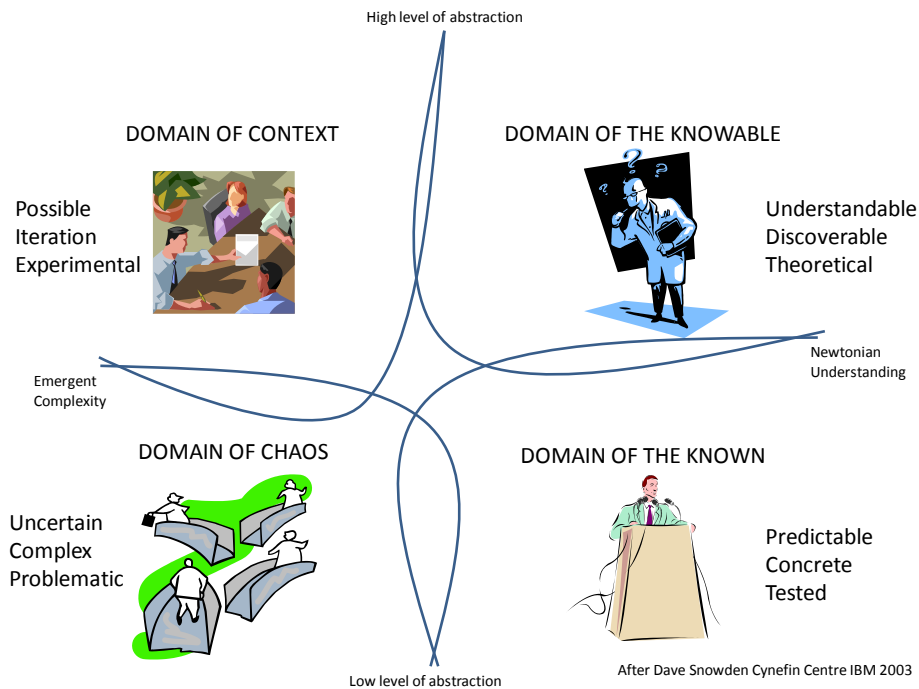 High level of abstraction
DOMAIN OF CONTEXT
DOMAIN OF THE KNOWABLE
Possible
Iteration
Experimental
? ? ?
Understandable
Discoverable
Theoretical
Emergent
Complexity
Newtonian
Understanding
DOMAIN OF CHAOS
DOMAIN OF THE KNOWN
Uncertain
Complex
Problematic
Predictable
Concrete
Tested
Low level of abstraction
After Dave Snowden Cynefin Centre IBM 2003